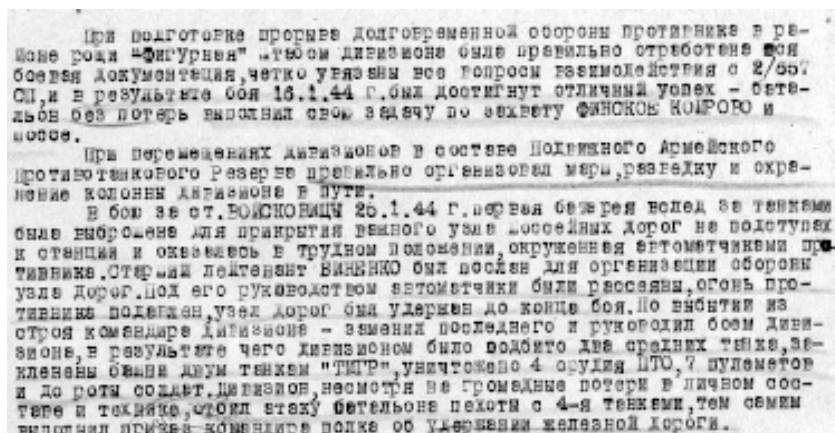 При подготовке прорыва долговременной обороны противника в ра-
йоне рощи "Фигурная" штабом дивизиона была правильно отработана вся
боевая документация, четко увязаны все вопросы взаимодействия с 2/657
СП, и в результате боя 16.1.44 г. был достигнут отличный успех - бата-
льон без потерь выполнил свою задачу по захвату ФИНСКОЕ КОЙРОВО и
шоссе.
При перемещениях дивизионов в составе Подвижного Армейского
Противотанкового Резерва правильно организовал марш, разведку и охра-
нение колонны дивизиона в пути.
В бою за ст. ВОЙСКОВИЦЫ 25.1.44 г. первая батарея вслед за танками
была выброшена для прикрытия важного узла шоссейных дорог на подступах
к станции и оказалась в трудном положении, окруженная автоматчиками про-
тивника. Старший лейтенант ВИНЕНКО был послан для организации обороны
узла дорог. Под его руководством автоматчики были рассеяны, огонь про-
тивника подавлен, узел дорог был удержан до конца боя. По выбытии из
строя командира дивизиона - заменил последнего и руководил боем диви-
зиона, в результате чего дивизионом было подбито два средних танка, за-
клинены башни двум танкам "ТИГР", уничтожено 4 орудия ПТО, 7 пулеметов
и до роты солдат. Дивизион, несмотря на громадные потери в личном сос-
таве и технике, отбил атаку батальона пехоты с 4-я танками, тем самым
выполнил приказ командира полка об удержании железной дороги.